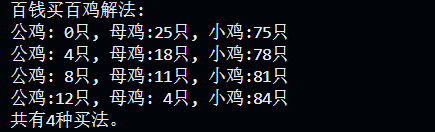 百钱买百鸡解法:
公鸡: 0只, 母鸡:25只, 小鸡:75只
公鸡: 4只, 母鸡:18只, 小鸡:78只
公鸡: 8只, 母鸡:11只, 小鸡:81只
公鸡:12只, 母鸡: 4只, 小鸡:84只
共有4种买法。